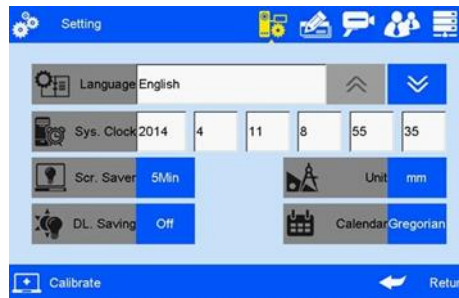 Setting
Language English
Sys. Clock 2014 4 11 8 55 35
Scr. Saver 5Min Unit mm
DL. Saving Off Calendar Gregorian
Calibrate Retur